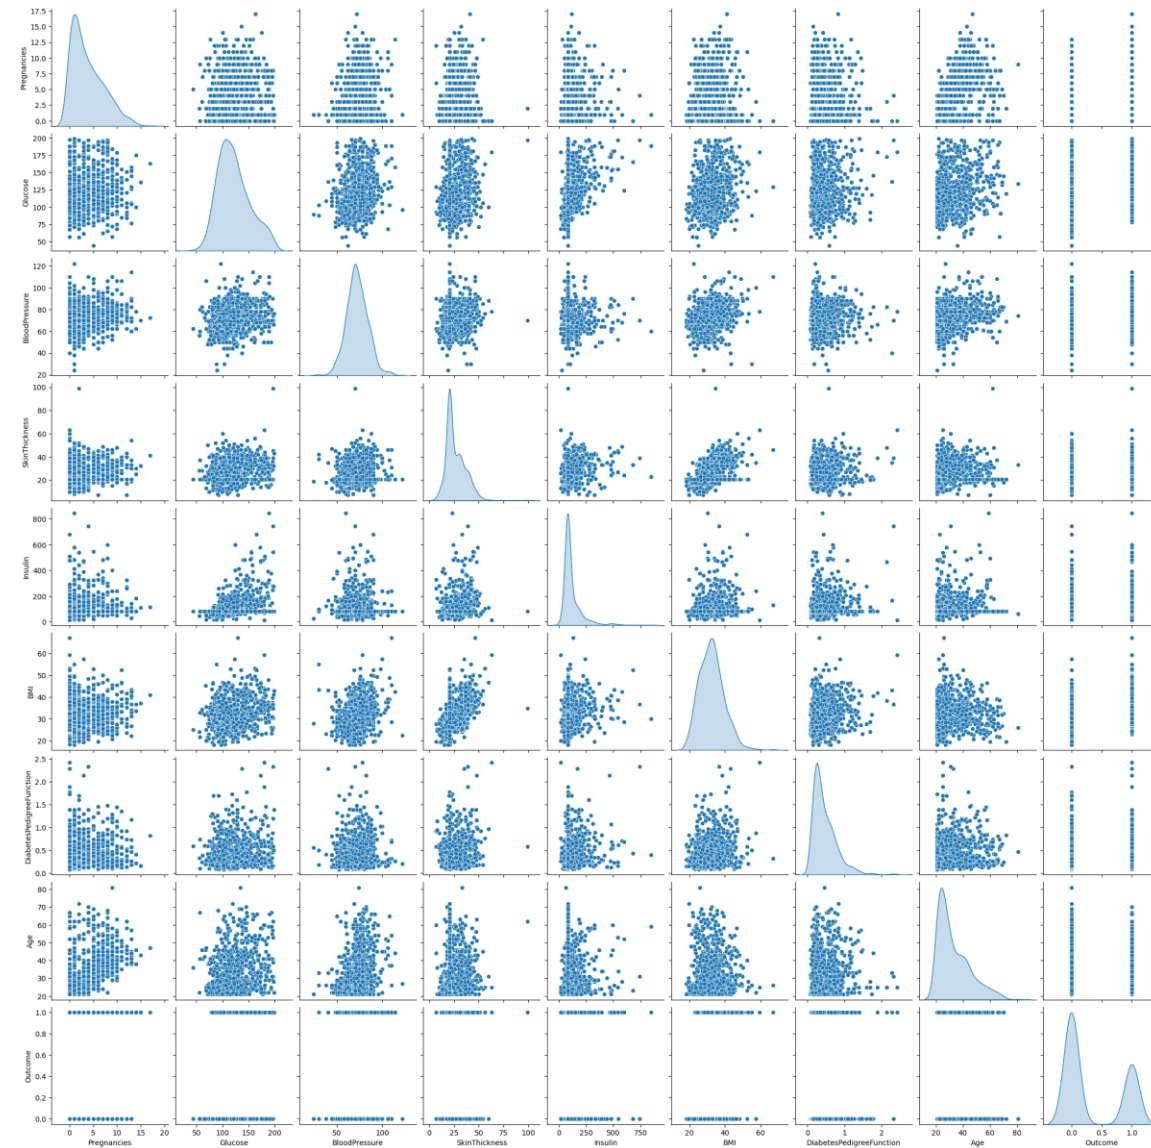 17.5
15.0
12.5
10.0
7.5
5.0
2.5
0.0
Pregnancies
200
175
150
125
100
75
50
Glucose
120
100
80
60
40
20
BloodPressure
100
80
60
40
20
SkinThickness
800
600
400
200
0
Insulin
60
50
40
30
20
BMI
2.5
2.0
1.5
1.0
0.5
0.0
DiabetesPedigreeFunction
80
70
60
50
40
30
20
Age
1.0
0.8
0.6
0.4
0.2
0.0
Outcome
0 5 10 15 20
Pregnancies
50 100 150 200
Glucose
50 100
BloodPressure
0 25 50 75 100
SkinThickness
0 250 500 750
Insulin
20 40 60
BMI
0 1 2
DiabetesPedigreeFunction
20 40 60 80
Age
0.0 0.5 1.0
Outcome